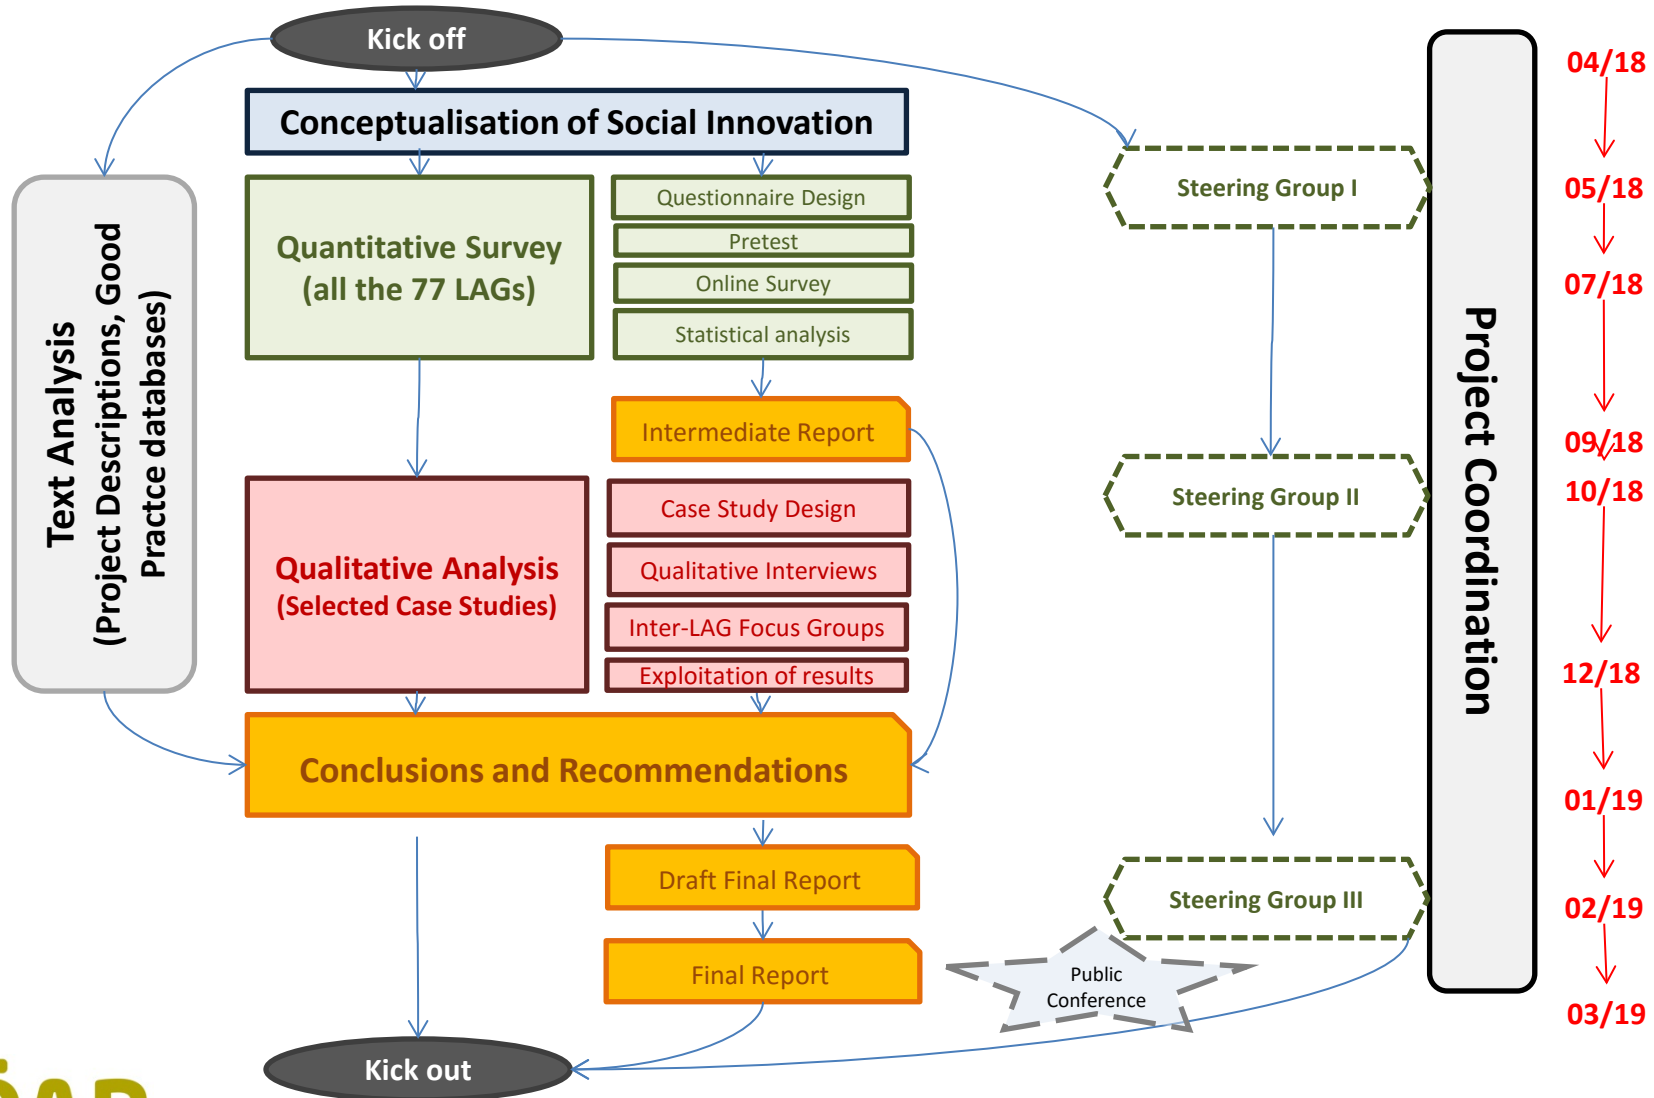 Kick off
Conceptualisation of Social Innovation
Text Analysis
(Project Descriptions, Good
Practce databases)
Quantitative Survey
(all the 77 LAGs)
Questionnaire Design
Pretest
Online Survey
Statistical analysis
Intermediate Report
Qualitative Analysis
(Selected Case Studies)
Case Study Design
Qualitative Interviews
Inter-LAG Focus Groups
Exploitation of results
Conclusions and Recommendations
Draft Final Report
Final Report
Kick out
Steering Group I
Steering Group II
Steering Group III
Public
Conference
Project Coordination
04/18
05/18
07/18
09/18
10/18
12/18
01/19
02/19
03/19